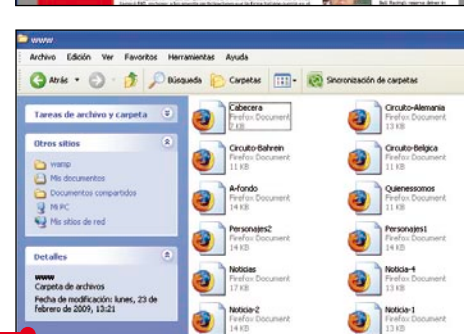 www
Archivo Edición Ver Favoritos Herramientas Ayuda
Atrás Búsqueda Carpetas Sincronización de carpetas
Tareas de archivo y carpeta
Otros sitios
wamp
Mis documentos
Documentos compartidos
Mi PC
Mis sitios de red
Detalles
www
Carpeta de archivos
Fecha de modificación: lunes, 23 de
febrero de 2009, 13:21
Cabecera
Firefox Document
7 KB
Circuito-Alemania
Firefox Document
13 KB
Circuito-Bahrein
Firefox Document
11 KB
Circuito-Belgica
Firefox Document
11 KB
A-fondo
Firefox Document
14 KB
Quienessomos
Firefox Document
14 KB
Personajes2
Firefox Document
14 KB
Personajes1
Firefox Document
14 KB
Noticias
Firefox Document
17 KB
Noticia-4
Firefox Document
13 KB
Noticia-2
Firefox Document
14 KB
Noticia-1
Firefox Document
13 KB